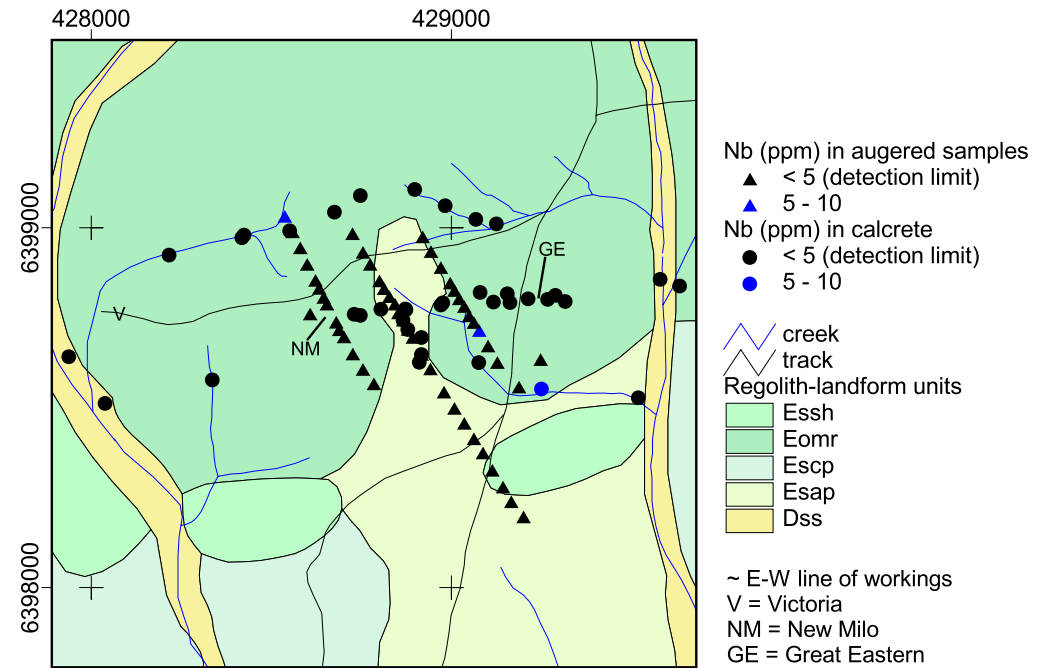 428000 429000
6399000
6398000
V
NM
GE
Nb (ppm) in augered samples
< 5 (detection limit)
5 - 10
Nb (ppm) in calcrete
< 5 (detection limit)
5 - 10
creek
track
Regolith-landform units
Essh
Eomr
Escp
Esap
Dss
~ E-W line of workings
V = Victoria
NM = New Milo
GE = Great Eastern